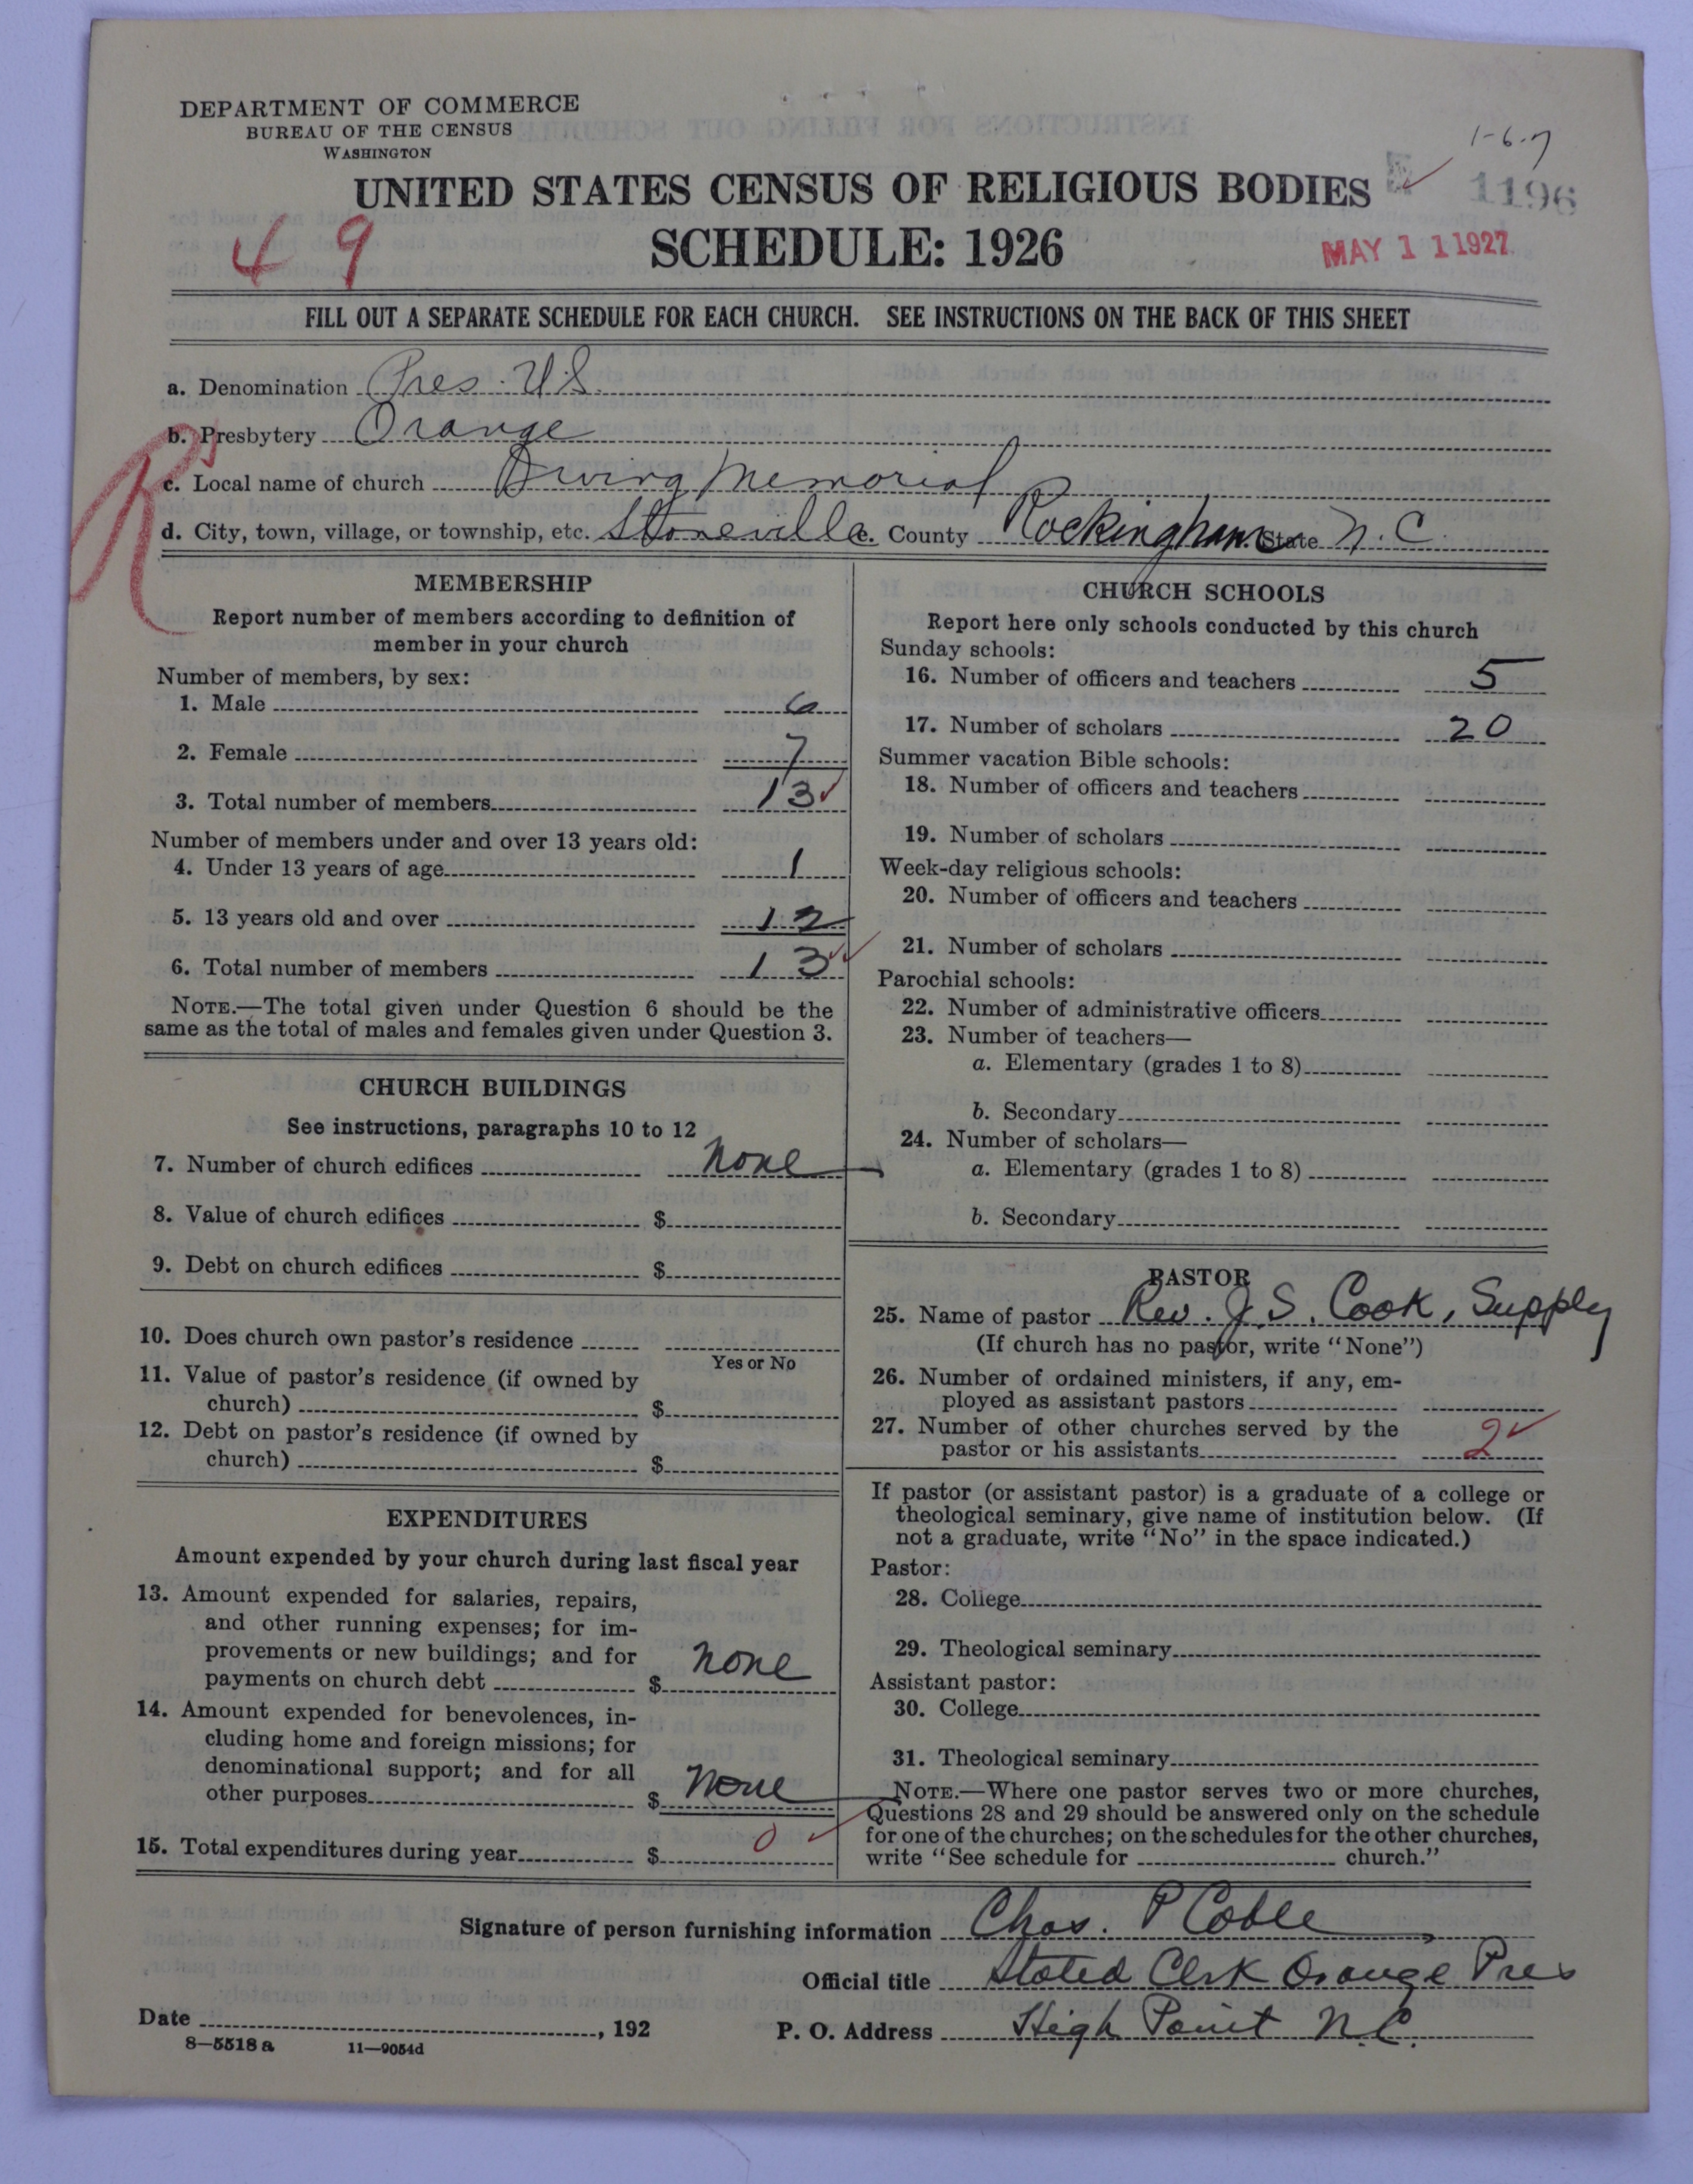 DEPARTMENT OF COMMERCE
BUREAU OF THE CENSUS
WASHINGTON
1-6-7
UNITED STATES CENSUS OF RELIGIOUS BODIES
1196
49
SCHEDULE: 1926
MAY 11 1927
FILL OUT A SEPARATE SCHEDULE FOR EACH CHURCH. SEE INSTRUCTIONS ON THE BACK OF THIS SHEET
a. Denomination Pres. U.S.
b. Presbytery Orange
c. Local name of church Irving Memorial
d. City, town, village, or township, etc. Stoneville e. County Rockingham State N.C.
MEMBERSHIP
Report number of members according to definition of
member in your church
Number of members, by sex:
1. Male 6
2. Female 7
3. Total number of members 13
Number of members under and over 13 years old:
4. Under 13 years of age 1
5. 13 years old and over 12
6. Total number of members 13
NOTE.—The total given under Question 6 should be the
same as the total of males and females given under Question 3.
CHURCH BUILDINGS
See instructions, paragraphs 10 to 12
7. Number of church edifices none
8. Value of church edifices $
9. Debt on church edifices $
10. Does church own pastor's residence
Yes or No
11. Value of pastor's residence (if owned by
church) $
12. Debt on pastor's residence (if owned by
church) $
EXPENDITURES
Amount expended by your church during last fiscal year
13. Amount expended for salaries, repairs,
and other running expenses; for im-
provements or new buildings; and for
payments on church debt $ none
14. Amount expended for benevolences, in-
cluding home and foreign missions; for
denominational support; and for all
other purposes $ none
15. Total expenditures during year $ 0
CHURCH SCHOOLS
Report here only schools conducted by this church
Sunday schools:
16. Number of officers and teachers 5
17. Number of scholars 20
Summer vacation Bible schools:
18. Number of officers and teachers
19. Number of scholars
Week-day religious schools:
20. Number of officers and teachers
21. Number of scholars
Parochial schools:
22. Number of administrative officers
23. Number of teachers—
a. Elementary (grades 1 to 8)
b. Secondary
24. Number of scholars—
a. Elementary (grades 1 to 8)
b. Secondary
PASTOR
25. Name of pastor Rev. J. S. Cook, Supply
(If church has no pastor, write "None")
26. Number of ordained ministers, if any, em-
ployed as assistant pastors
27. Number of other churches served by the
pastor or his assistants 2
If pastor (or assistant pastor) is a graduate of a college or
theological seminary, give name of institution below. (If
not a graduate, write "No" in the space indicated.)
Pastor:
28. College
29. Theological seminary
Assistant pastor:
30. College
31. Theological seminary
NOTE.—Where one pastor serves two or more churches,
Questions 28 and 29 should be answered only on the schedule
for one of the churches; on the schedules for the other churches,
write "See schedule for church."
Signature of person furnishing information Chas. P Coble
Official title Stated Clerk Orange Pres
Date , 192
P. O. Address High Point N.C.
8—5518 a 11—9054d